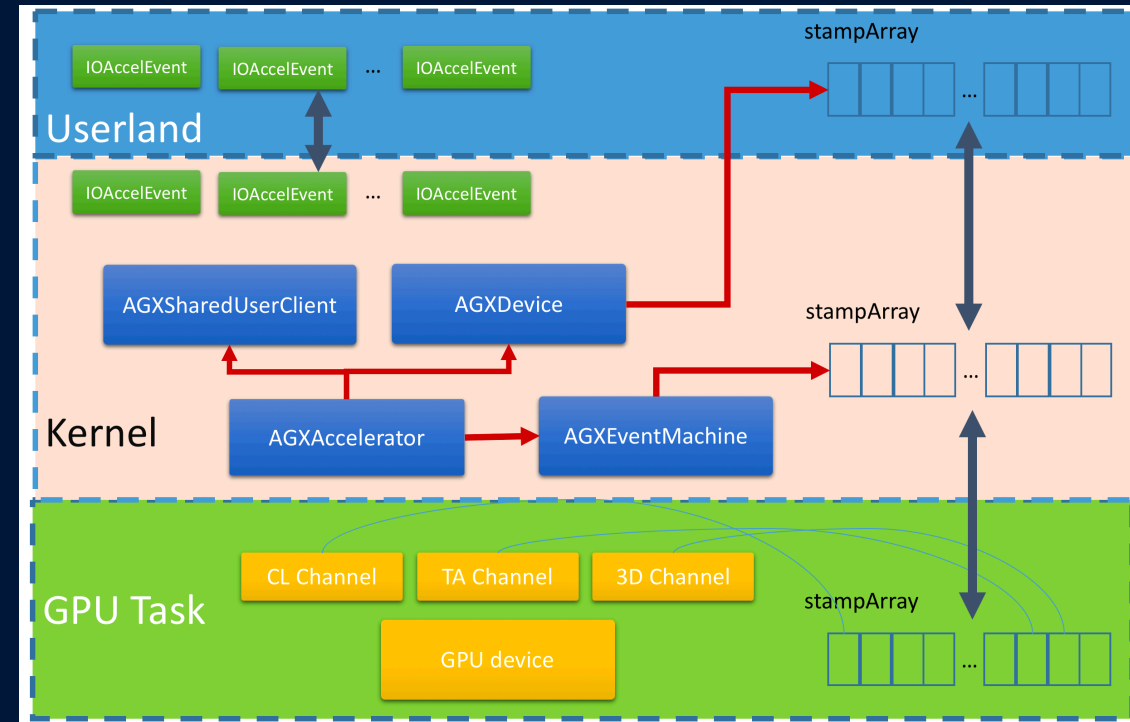 stampArray
IOAccelEvent
IOAccelEvent
...
IOAccelEvent
...
Userland
IOAccelEvent
IOAccelEvent
...
IOAccelEvent
AGXSharedUserClient
AGXDevice
stampArray
...
Kernel
AGXAccelerator
AGXEventMachine
CL Channel
TA Channel
3D Channel
GPU Task
stampArray
GPU device
...